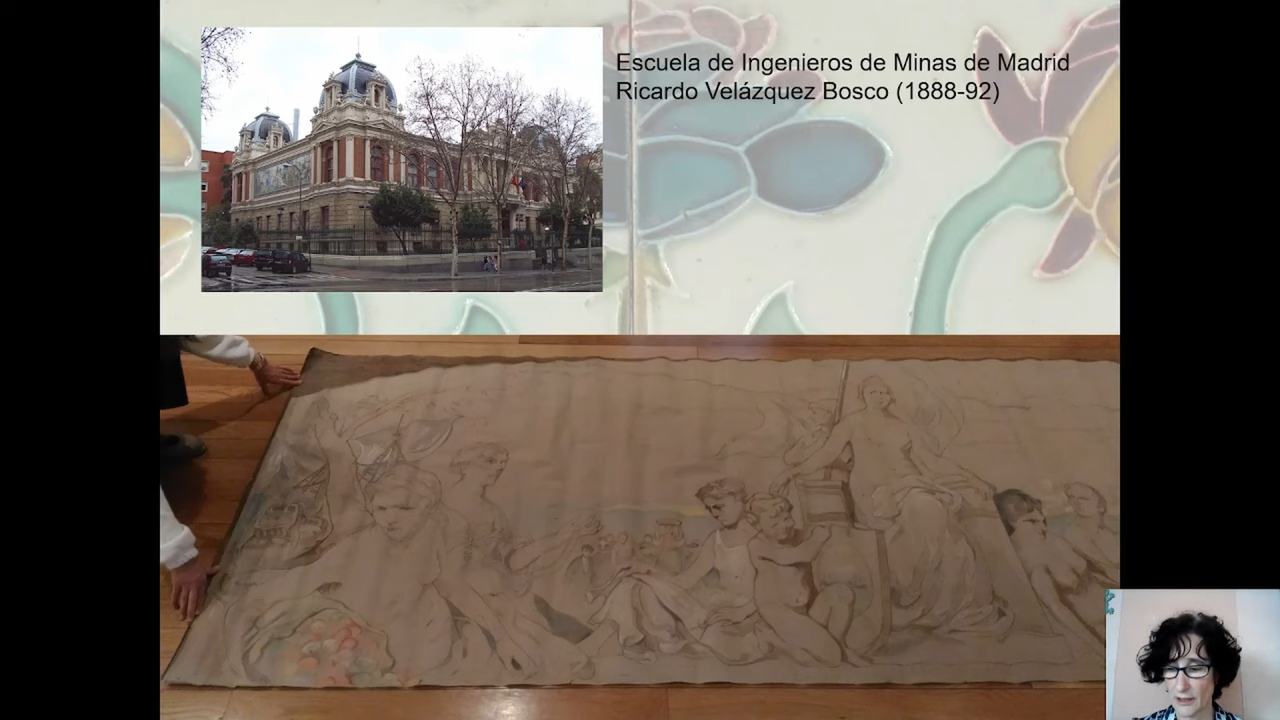 Escuela de Ingenieros de Minas de Madrid
Ricardo Velázquez Bosco (1888-92)